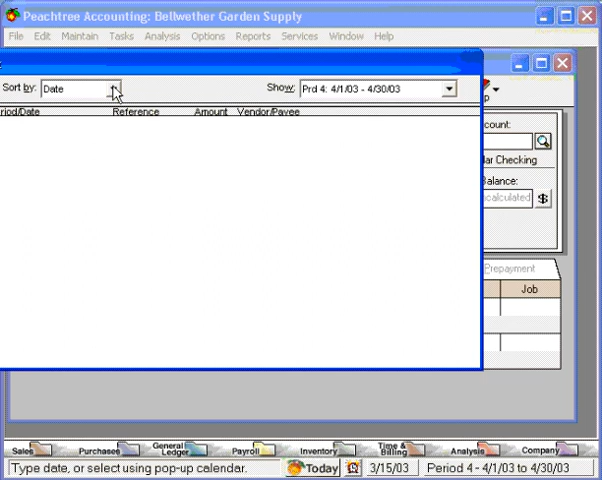 Peachtree Accounting: Bellwether Garden Supply
File Edit Maintain Tasks Analysis Options Reports Services Window Help
Sort by: Date Show: Prd 4: 4/1/03 - 4/30/03
riod/Date Reference Amount Vendor/Payee
p
count:
lar Checking
Balance:
calculated
Prepayment
Job
Sales Purchases General Ledger Payroll Inventory Time & Billing Analysis Company
Type date, or select using pop-up calendar. Today 3/15/03 Period 4 - 4/1/03 to 4/30/03